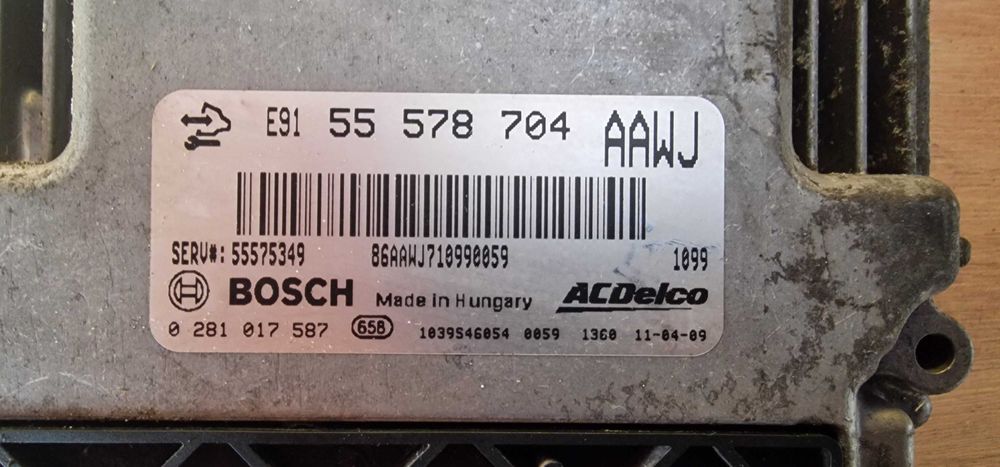 E91 55 578 704 AAWJ
SERV#: 55575349 86AAWJ710990059 1099
BOSCH Made in Hungary ACDelco
0 281 017 587 658 1039S46054 0059 1360 11-04-09